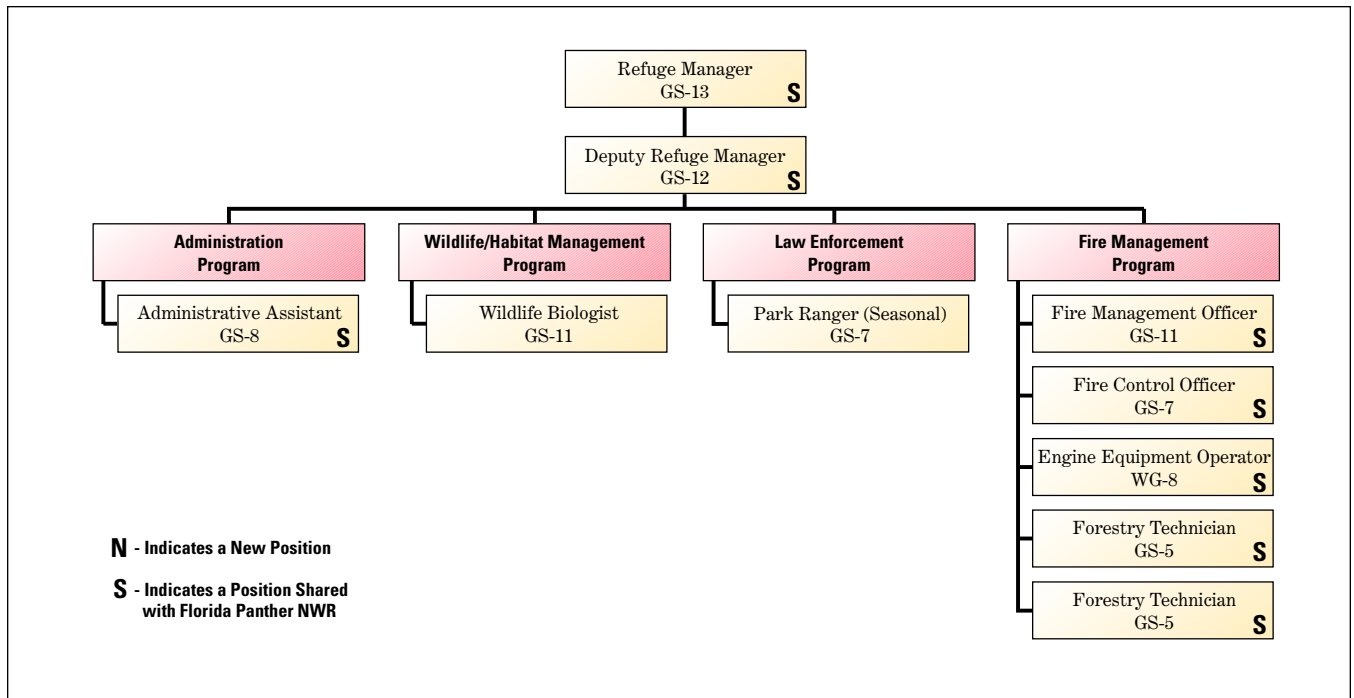 Refuge Manager
GS-13
S
Deputy Refuge Manager
GS-12
S
Administration
Program
Administrative Assistant
GS-8
S
Wildlife/Habitat Management
Program
Wildlife Biologist
GS-11
Law Enforcement
Program
Park Ranger (Seasonal)
GS-7
Fire Management
Program
Fire Management Officer
GS-11
S
Fire Control Officer
GS-7
S
Engine Equipment Operator
WG-8
S
Forestry Technician
GS-5
S
Forestry Technician
GS-5
S
N - Indicates a New Position
S - Indicates a Position Shared
with Florida Panther NWR